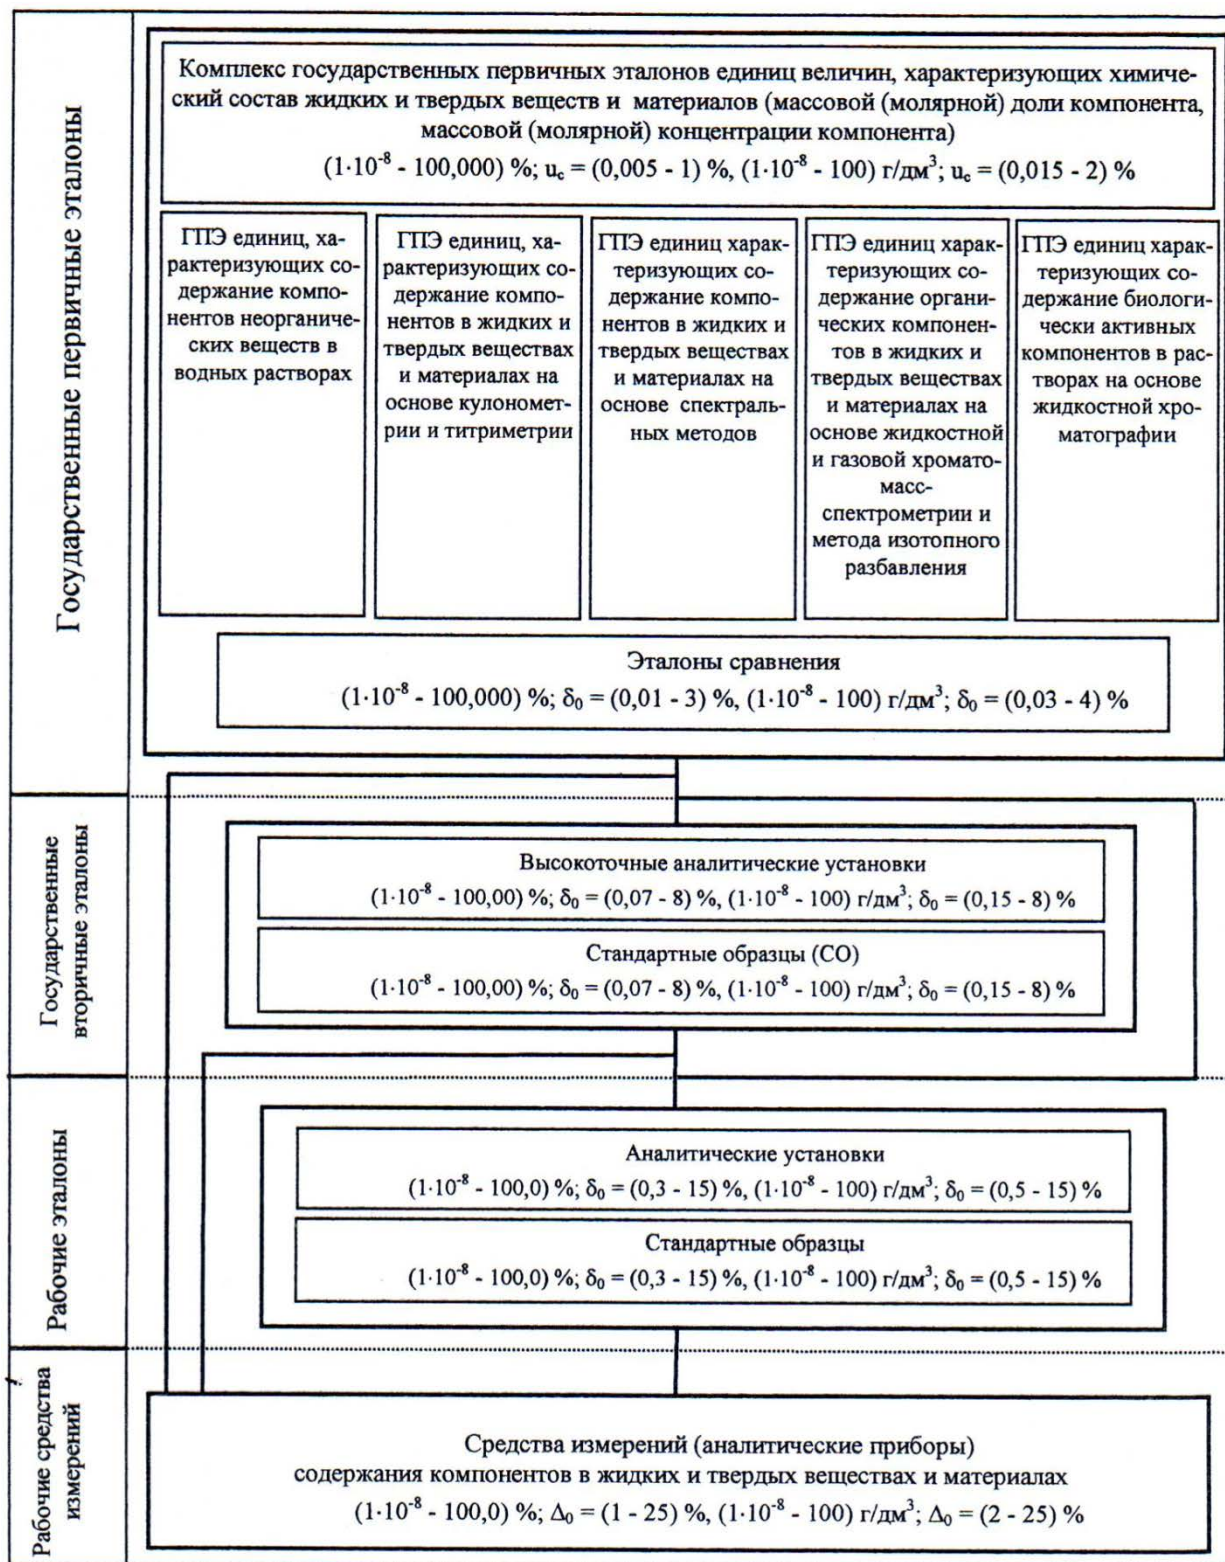 Государственные первичные эталоны
Комплекс государственных первичных эталонов единиц величин, характеризующих химиче-
ский состав жидких и твердых веществ и материалов (массовой (молярной) доли компонента,
массовой (молярной) концентрации компонента)
(1·10⁻⁸ - 100,000) %; u_c = (0,005 - 1) %, (1·10⁻⁸ - 100) г/дм³; u_c = (0,015 - 2) %
ГПЭ единиц, ха-
рактеризующих со-
держание компо-
нентов неорганиче-
ских веществ в
водных растворах
ГПЭ единиц, ха-
рактеризующих со-
держание компо-
нентов в жидких и
твердых веществах
и материалах на
основе кулономет-
рии и титриметрии
ГПЭ единиц харак-
теризующих со-
держание компо-
нентов в жидких и
твердых веществах
и материалах на
основе спектраль-
ных методов
ГПЭ единиц харак-
теризующих со-
держание органи-
ческих компонен-
тов в жидких и
твердых веществах
и материалах на
основе жидкостной
и газовой хромато-
масс-
спектрометрии и
метода изотопного
разбавления
ГПЭ единиц харак-
теризующих со-
держание биологи-
чески активных
компонентов в рас-
творах на основе
жидкостной хро-
матографии
Эталоны сравнения
(1·10⁻⁸ - 100,000) %; δ₀ = (0,01 - 3) %, (1·10⁻⁸ - 100) г/дм³; δ₀ = (0,03 - 4) %
Государственные
вторичные эталоны
Высокоточные аналитические установки
(1·10⁻⁸ - 100,00) %; δ₀ = (0,07 - 8) %, (1·10⁻⁸ - 100) г/дм³; δ₀ = (0,15 - 8) %
Стандартные образцы (СО)
(1·10⁻⁸ - 100,00) %; δ₀ = (0,07 - 8) %, (1·10⁻⁸ - 100) г/дм³; δ₀ = (0,15 - 8) %
Рабочие эталоны
Аналитические установки
(1·10⁻⁸ - 100,0) %; δ₀ = (0,3 - 15) %, (1·10⁻⁸ - 100) г/дм³; δ₀ = (0,5 - 15) %
Стандартные образцы
(1·10⁻⁸ - 100,0) %; δ₀ = (0,3 - 15) %, (1·10⁻⁸ - 100) г/дм³; δ₀ = (0,5 - 15) %
Рабочие средства
измерений
Средства измерений (аналитические приборы)
содержания компонентов в жидких и твердых веществах и материалах
(1·10⁻⁸ - 100,0) %; Δ₀ = (1 - 25) %, (1·10⁻⁸ - 100) г/дм³; Δ₀ = (2 - 25) %